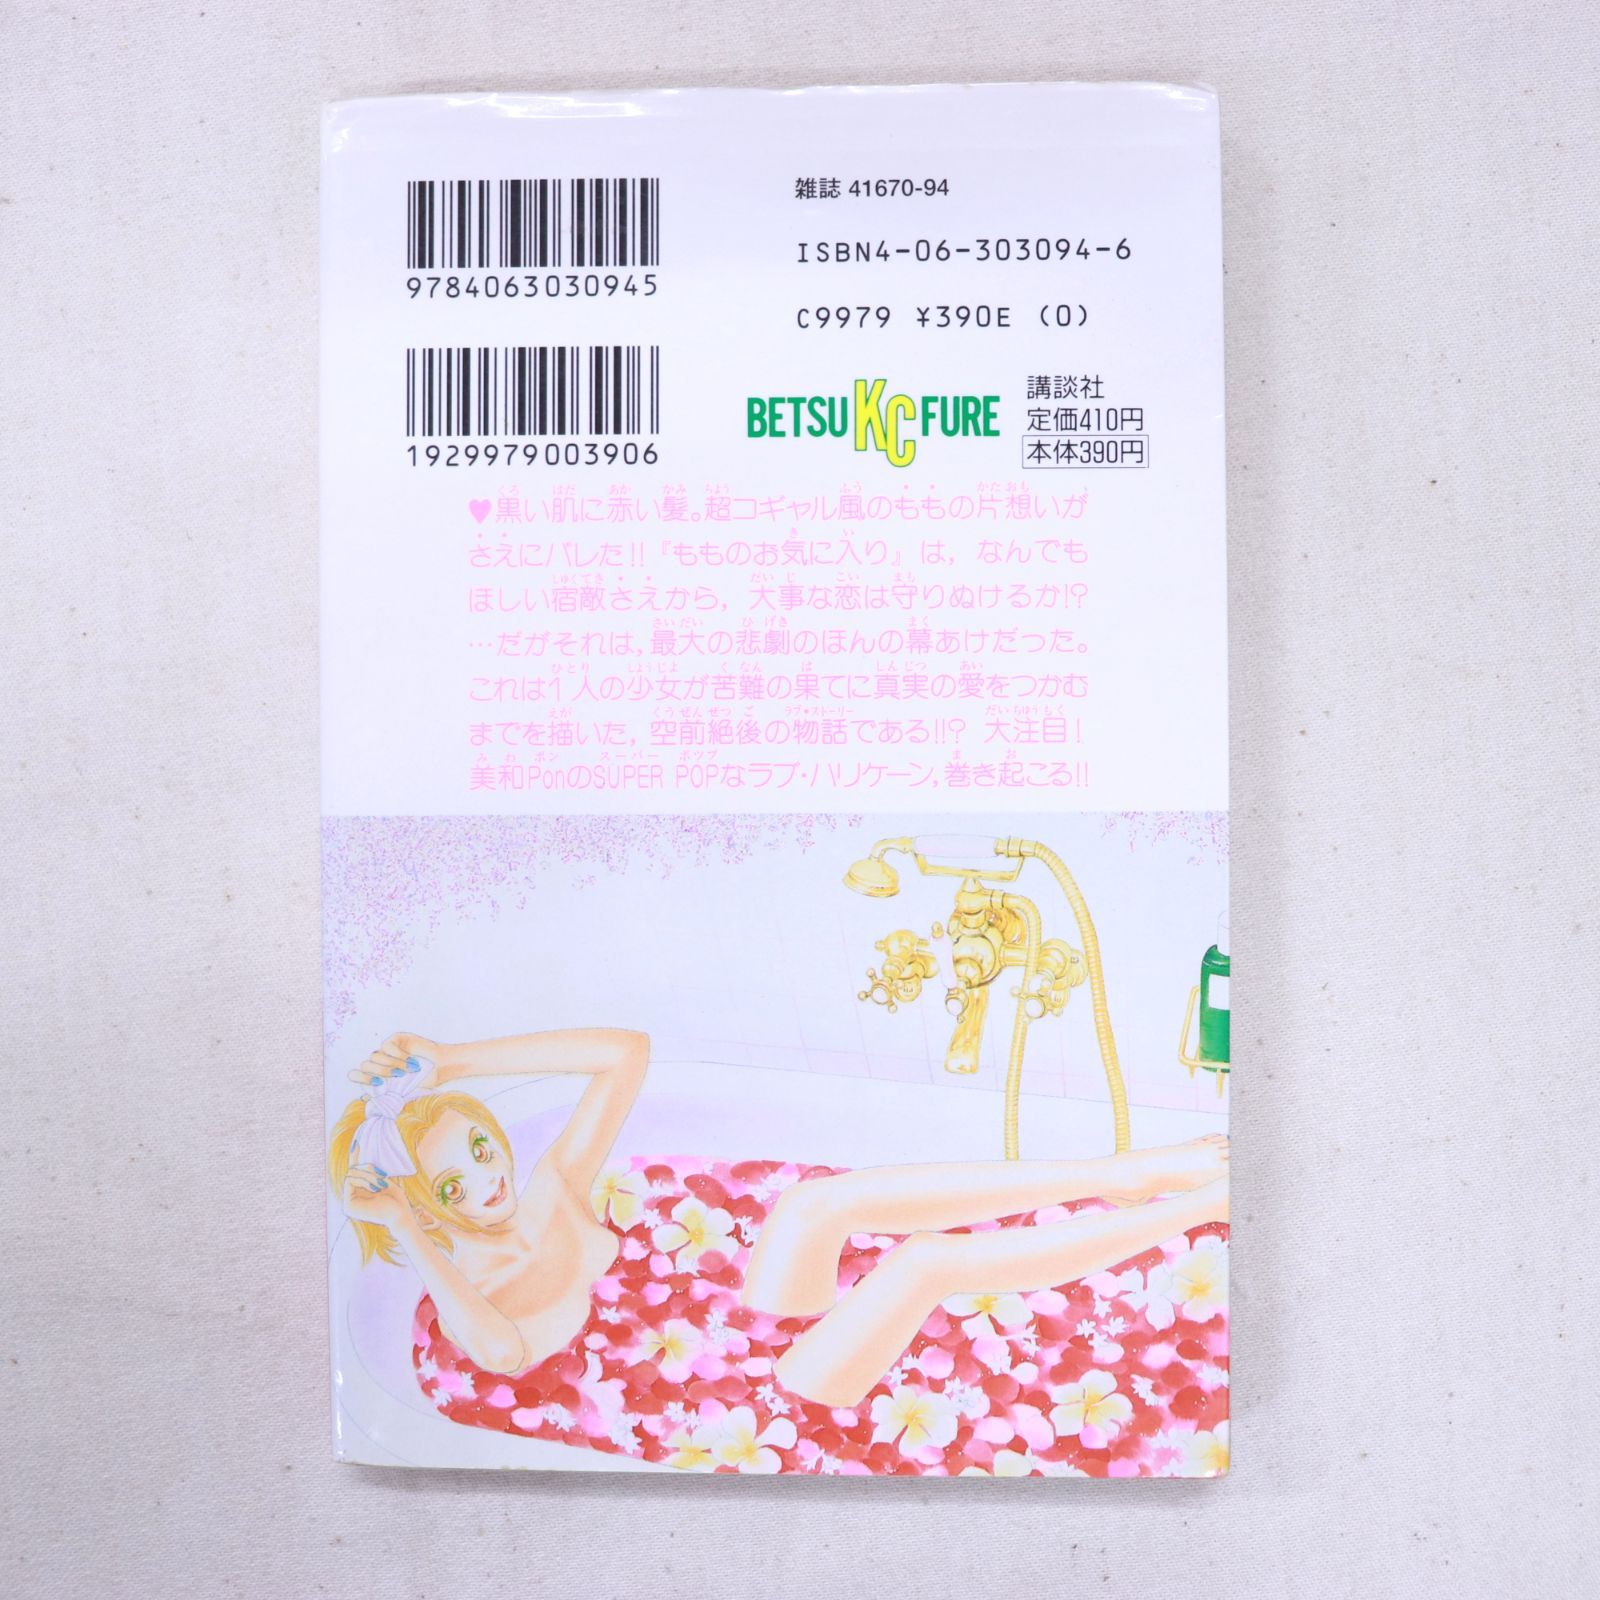 雑誌 41670-94
ISBN4-06-303094-6
C9979 ¥390E (0)
9784063030945
1929979003906
BETSU KC FURE
講談社
定価410円
本体390円
♥黒い肌に赤い髪。超コギャル風のももの片想いが
さえにバレた!!『もものお気に入り』は,なんでも
ほしい宿敵さえから,大事な恋は守りぬけるか!?
…だがそれは,最大の悲劇のほんの幕あけだった。
これは1人の少女が苦難の果てに真実の愛をつかむ
までを描いた,空前絶後の物語である!!? 大注目!
美和PonのSUPER POPなラブ・ハリケーン,巻き起こる!!